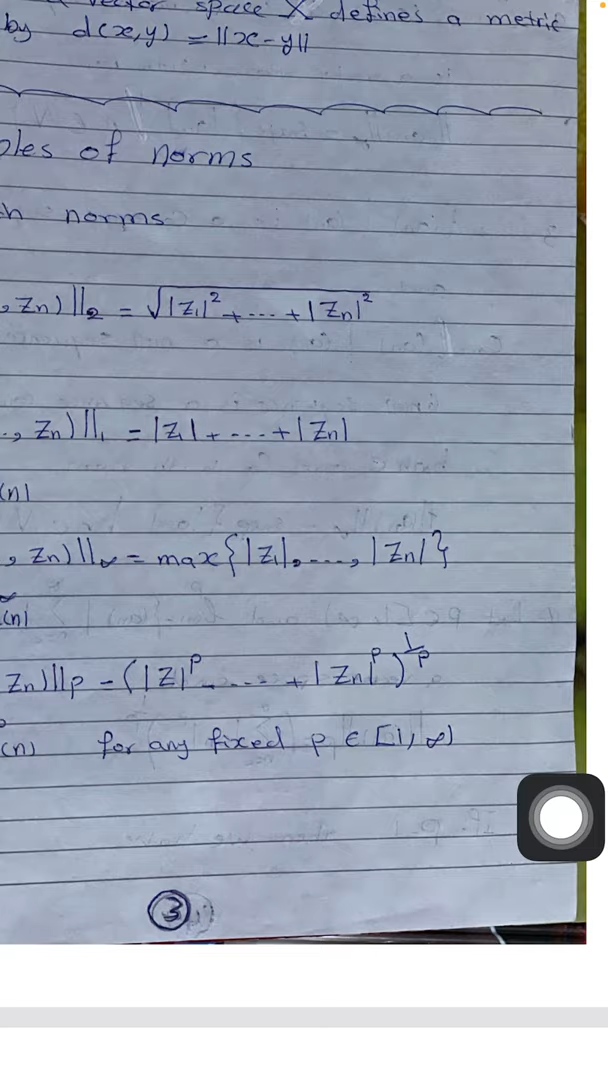 vector space X defines a metric
by d(x,y) = ||x-y||
ples of norms
h norms
, Zn)||₂ = √|Z₁|² + ... + |Zn|²
.., Zn)||₁ = |Z₁| + ... + |Zn|
(n)
, Zn)||∞ = max{|Z₁|, ..., |Zn|}
∞
(n)
Zn)||p = (|Z|ᵖ ... + |Zn|ᵖ)^1/p
(n) for any fixed p ∈ [1, ∞)
3